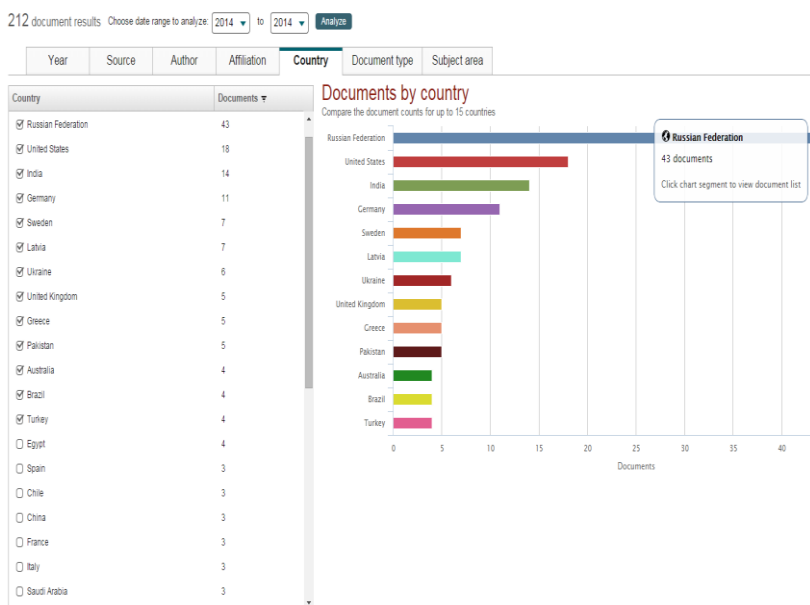 212 document results Choose date range to analyze: 2014 to 2014 Analyze
Year Source Author Affiliation Country Document type Subject area
Country Documents
Russian Federation 43
United States 18
India 14
Germany 11
Sweden 7
Latvia 7
Ukraine 6
United Kingdom 5
Greece 5
Pakistan 5
Australia 4
Brazil 4
Turkey 4
Egypt 4
Spain 3
Chile 3
China 3
France 3
Italy 3
Saudi Arabia 3
Documents by country
Compare the document counts for up to 15 countries
Russian Federation
United States
India
Germany
Sweden
Latvia
Ukraine
United Kingdom
Greece
Pakistan
Australia
Brazil
Turkey
0 5 10 15 20 25 30 35 40
Documents
Russian Federation
43 documents
Click chart segment to view document list